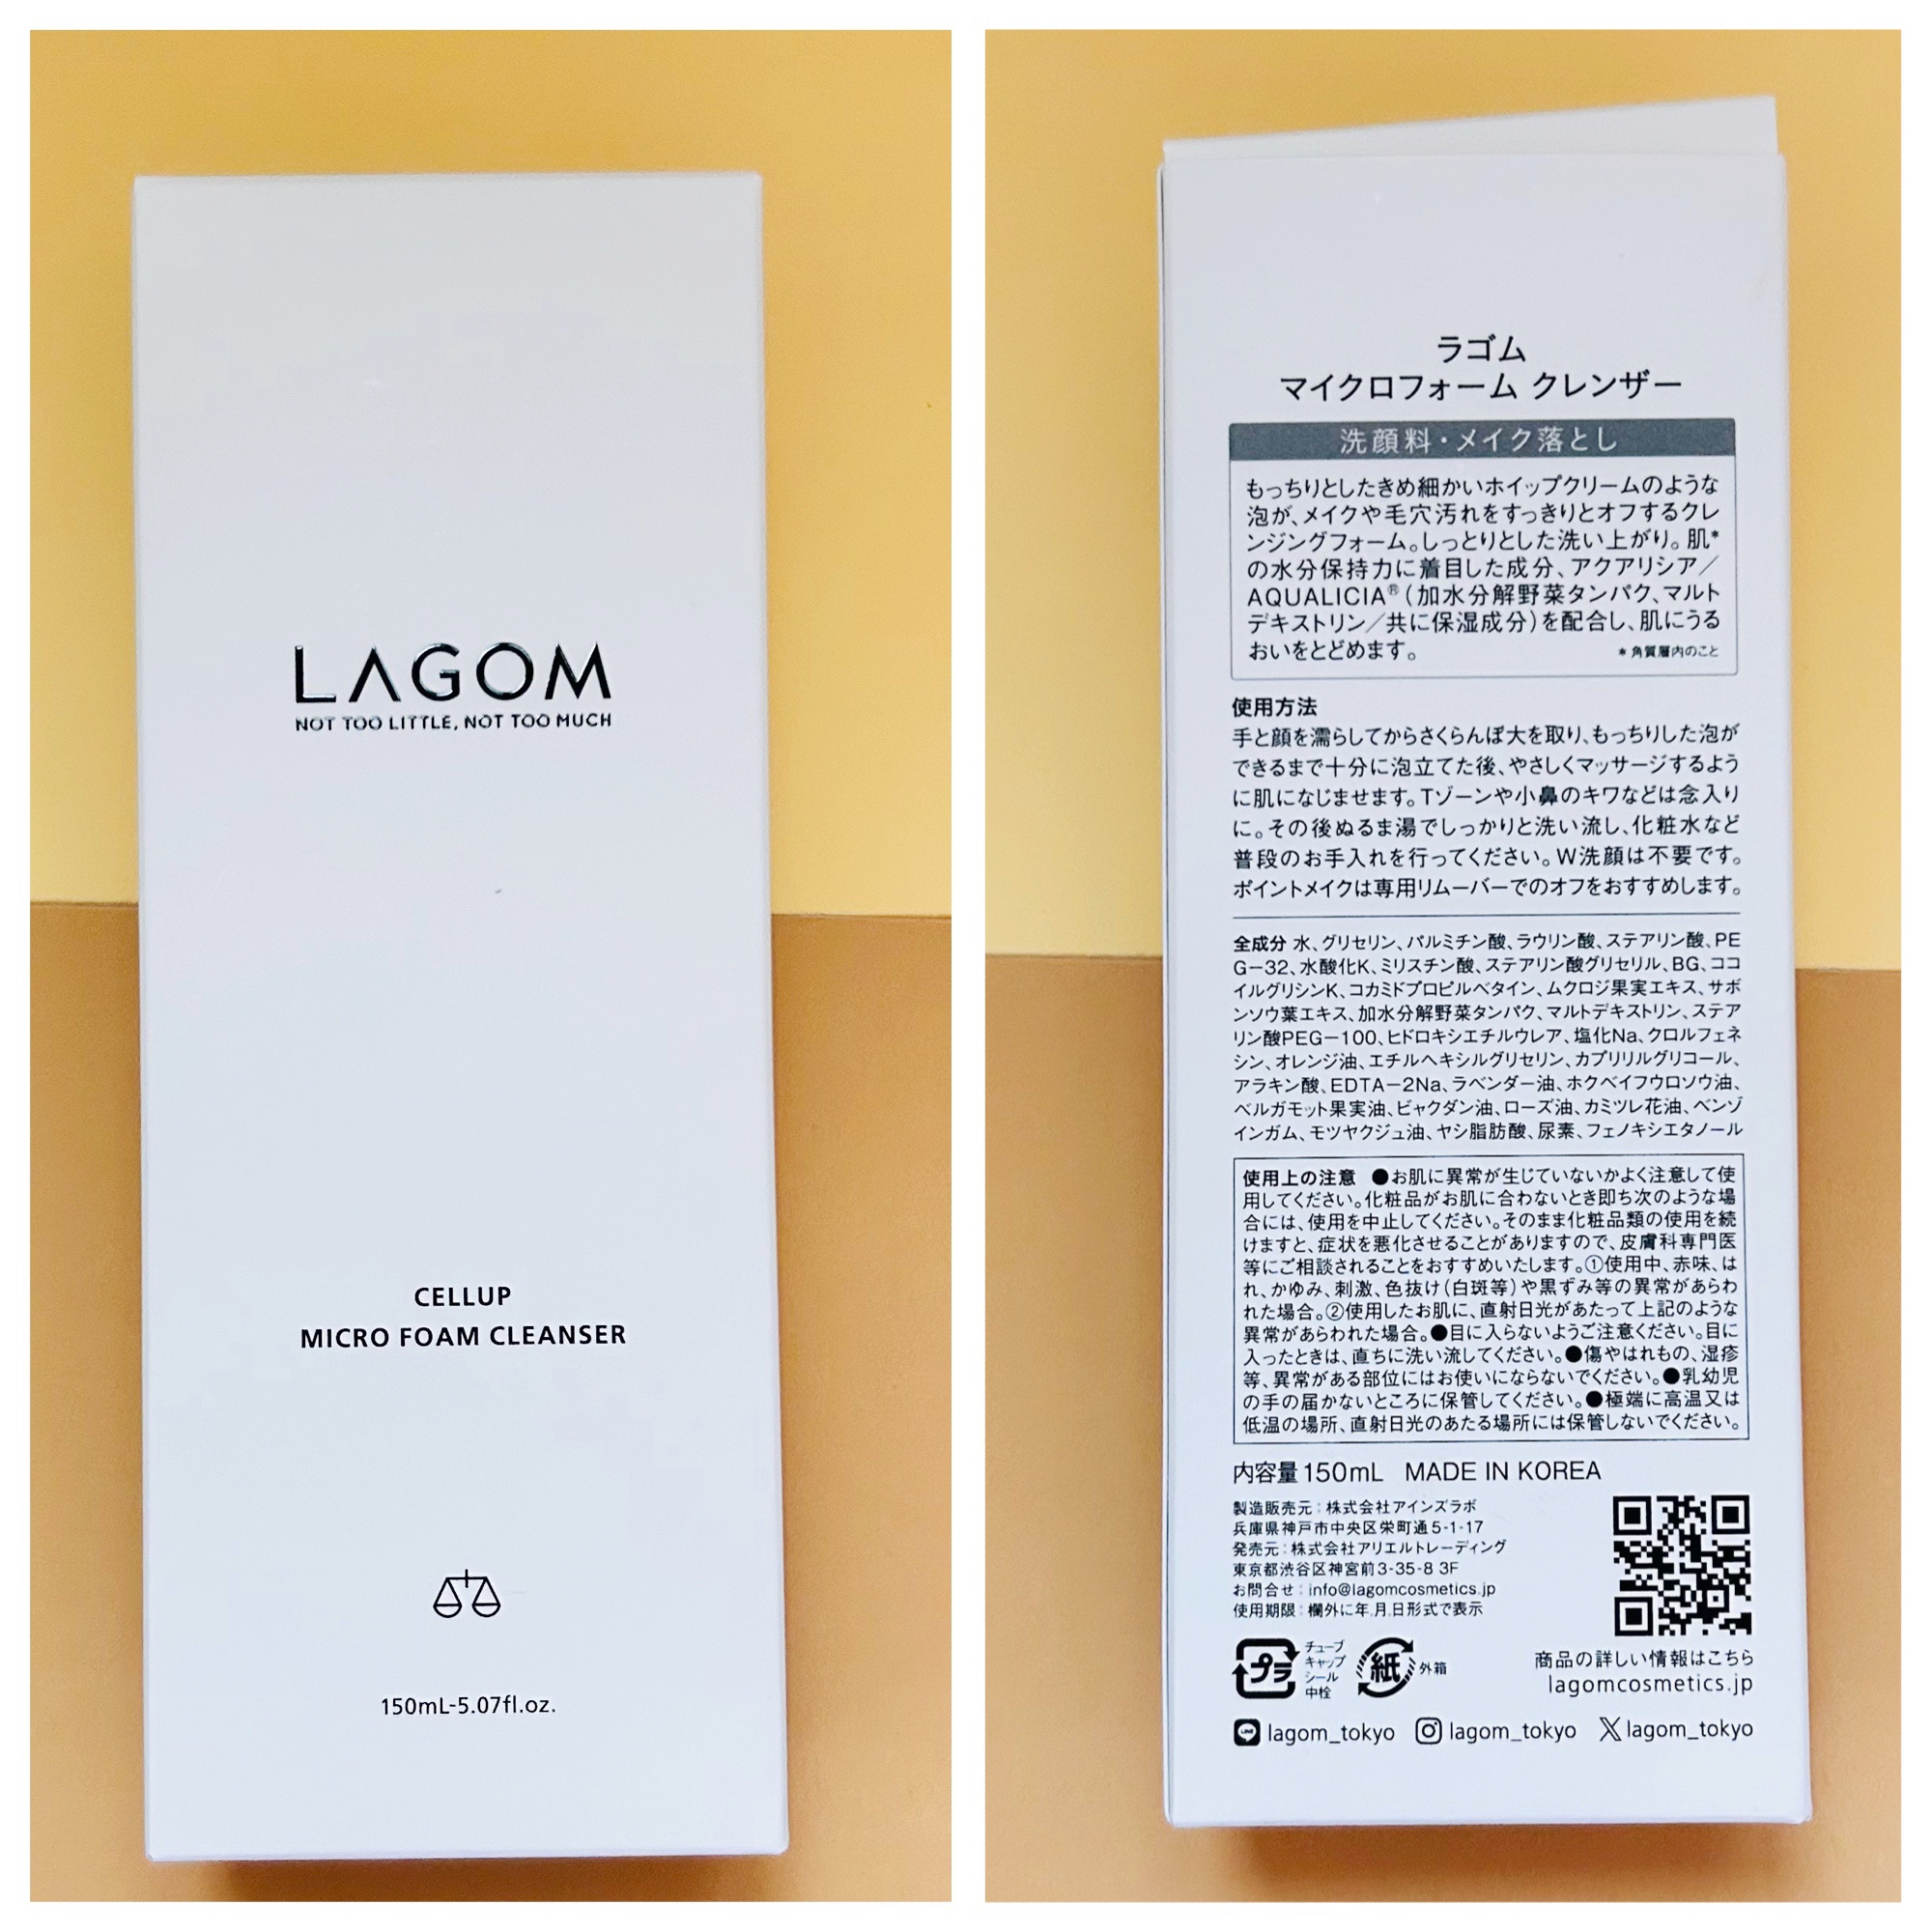 LAGOM
NOT TOO LITTLE, NOT TOO MUCH
CELLUP
MICRO FOAM CLEANSER
150mL-5.07fl.oz.
ラゴム
マイクロフォーム クレンザー
洗顔料・メイク落とし
もっちりとしたきめ細かいホイップクリームのような
泡が、メイクや毛穴汚れをすっきりとオフするクレ
ンジングフォーム。しっとりとした洗い上がり。肌*
の水分保持力に着目した成分、アクアリシア/
AQUALICIA®(加水分解野菜タンパク、マルト
デキストリン/共に保湿成分)を配合し、肌にうる
おいをとどめます。 *角質層内のこと
使用方法
手と顔を濡らしてからさくらんぼ大を取り、もっちりした泡が
できるまで十分に泡立てた後、やさしくマッサージするよう
に肌になじませます。Tゾーンや小鼻のキワなどは念入り
に。その後ぬるま湯でしっかりと洗い流し、化粧水など
普段のお手入れを行ってください。W洗顔は不要です。
ポイントメイクは専用リムーバーでのオフをおすすめします。
全成分 水、グリセリン、パルミチン酸、ラウリン酸、ステアリン酸、PE
G-32、水酸化K、ミリスチン酸、ステアリン酸グリセリル、BG、ココ
イルグリシンK、コカミドプロピルベタイン、ムクロジ果実エキス、サボ
ンソウ葉エキス、加水分解野菜タンパク、マルトデキストリン、ステア
リン酸PEG-100、ヒドロキシエチルウレア、塩化Na、クロルフェネ
シン、オレンジ油、エチルヘキシルグリセリン、カプリリルグリコール、
アラキン酸、EDTA-2Na、ラベンダー油、ホクベイフウロソウ油、
ベルガモット果実油、ビャクダン油、ローズ油、カミツレ花油、ベンゾ
インガム、モツヤクジュ油、ヤシ脂肪酸、尿素、フェノキシエタノール
使用上の注意 ●お肌に異常が生じていないかよく注意して使
用してください。化粧品がお肌に合わないとき即ち次のような場
合には、使用を中止してください。そのまま化粧品類の使用を続
けますと、症状を悪化させることがありますので、皮膚科専門医
等にご相談されることをおすすめいたします。①使用中、赤味、は
れ、かゆみ、刺激、色抜け(白斑等)や黒ずみ等の異常があらわ
れた場合。②使用したお肌に、直射日光があたって上記のような
異常があらわれた場合。●目に入らないようご注意ください。目に
入ったときは、直ちに洗い流してください。●傷やはれもの、湿疹
等、異常がある部位にはお使いにならないでください。●乳幼児
の手の届かないところに保管してください。●極端に高温又は
低温の場所、直射日光のあたる場所には保管しないでください。
内容量150mL MADE IN KOREA
製造販売元:株式会社アインズラボ
兵庫県神戸市中央区栄町通5-1-17
発売元:株式会社アリエルトレーディング
東京都渋谷区神宮前3-35-8 3F
お問合せ:info@lagomcosmetics.jp
使用期限:欄外に年.月.日形式で表示
プラ
チューブ
キャップ
シール
中栓
紙
外箱
商品の詳しい情報はこちら
lagomcosmetics.jp
LINE lagom_tokyo lagom_tokyo X lagom_tokyo